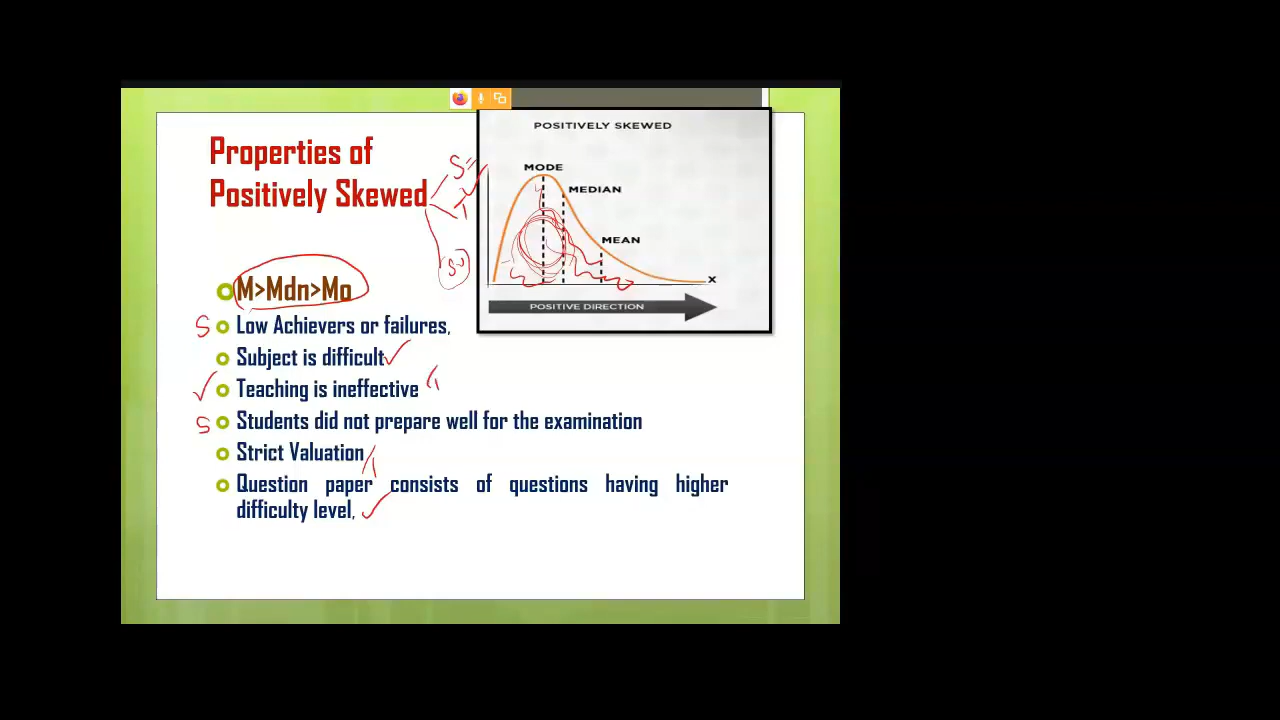 Properties of
Positively Skewed
M>Mdn>Mo
Low Achievers or failures,
Subject is difficult
Teaching is ineffective
Students did not prepare well for the examination
Strict Valuation
Question paper consists of questions having higher
difficulty level,
POSITIVELY SKEWED
MODE
MEDIAN
MEAN
X
POSITIVE DIRECTION
S
S